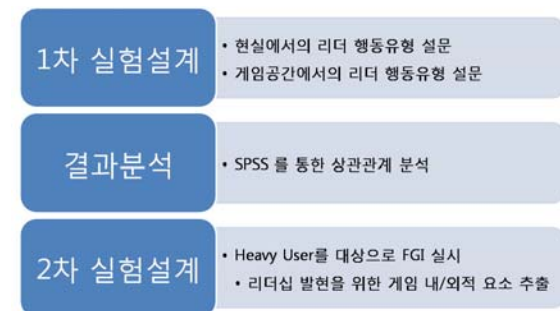 1차 실험설계
• 현실에서의 리더 행동유형 설문
• 게임공간에서의 리더 행동유형 설문
결과분석
• SPSS 를 통한 상관관계 분석
2차 실험설계
• Heavy User를 대상으로 FGI 실시
• 리더십 발현을 위한 게임 내/외적 요소 추출